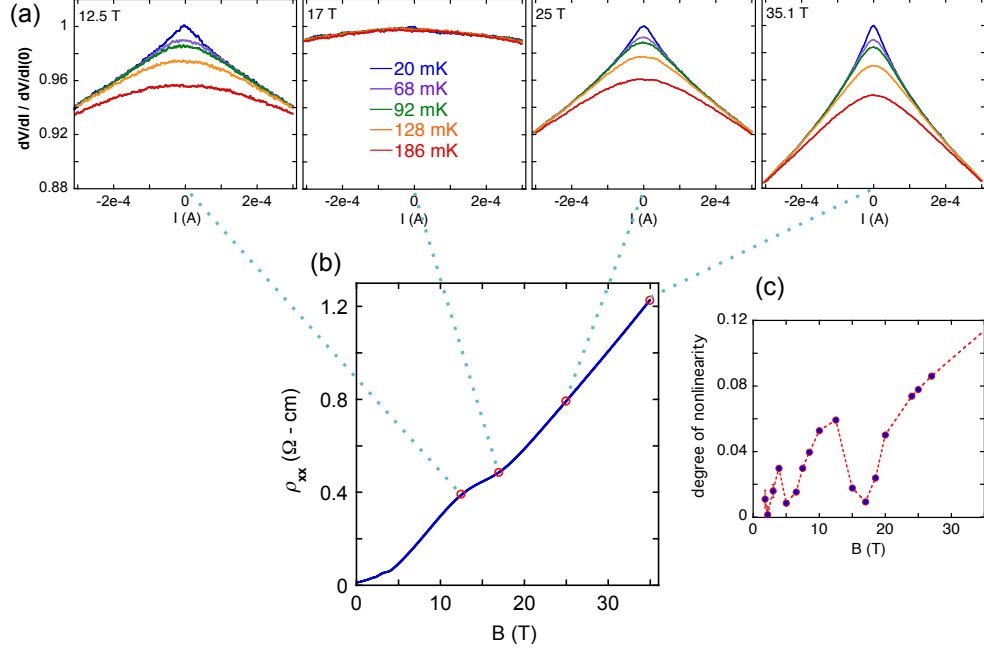 (a)
12.5 T
17 T
25 T
35.1 T
dV/dI / dV/dI(0)
1
0.96
0.92
0.88
20 mK
68 mK
92 mK
128 mK
186 mK
-2e-4 0 2e-4
I (A)
-2e-4 0 2e-4
I (A)
-2e-4 0 2e-4
I (A)
-2e-4 0 2e-4
I (A)
(b)
ρxx (Ω - cm)
1.2
0.8
0.4
0
0 10 20 30
B (T)
(c)
degree of nonlinearity
0.12
0.08
0.04
0
0 10 20 30
B (T)